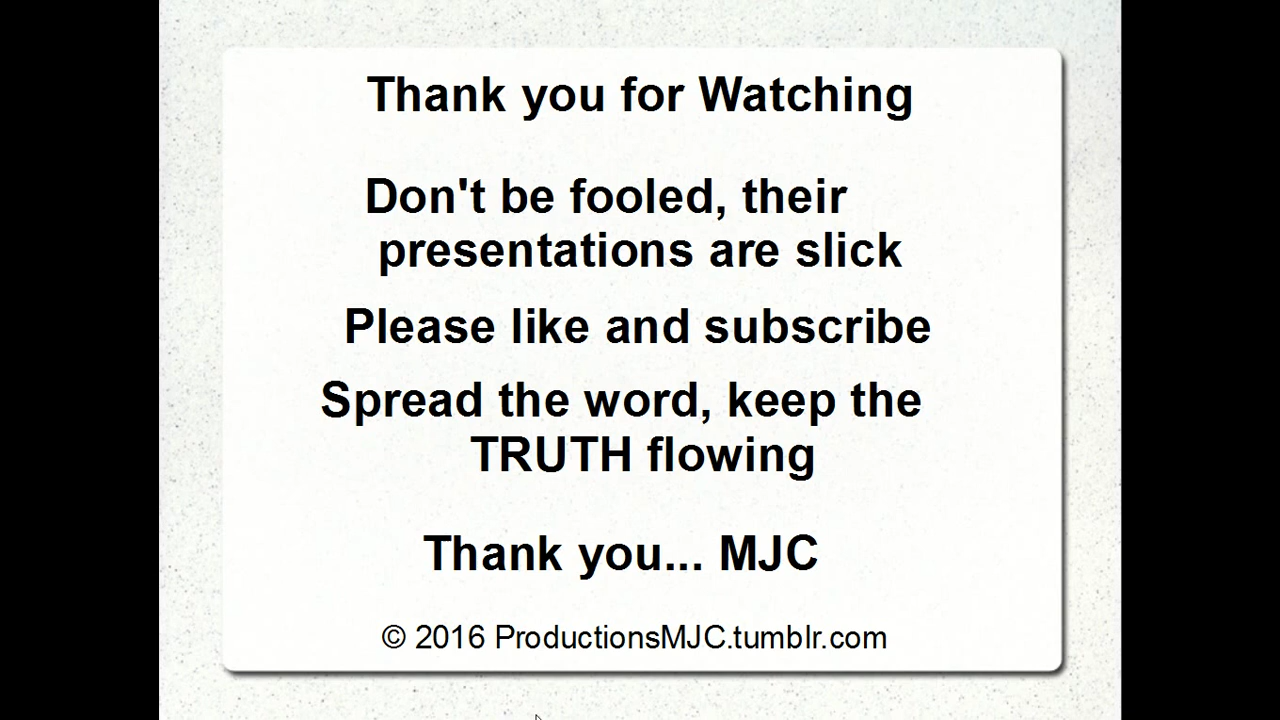 Thank you for Watching
Don't be fooled, their
presentations are slick
Please like and subscribe
Spread the word, keep the
TRUTH flowing
Thank you... MJC
© 2016 ProductionsMJC.tumblr.com